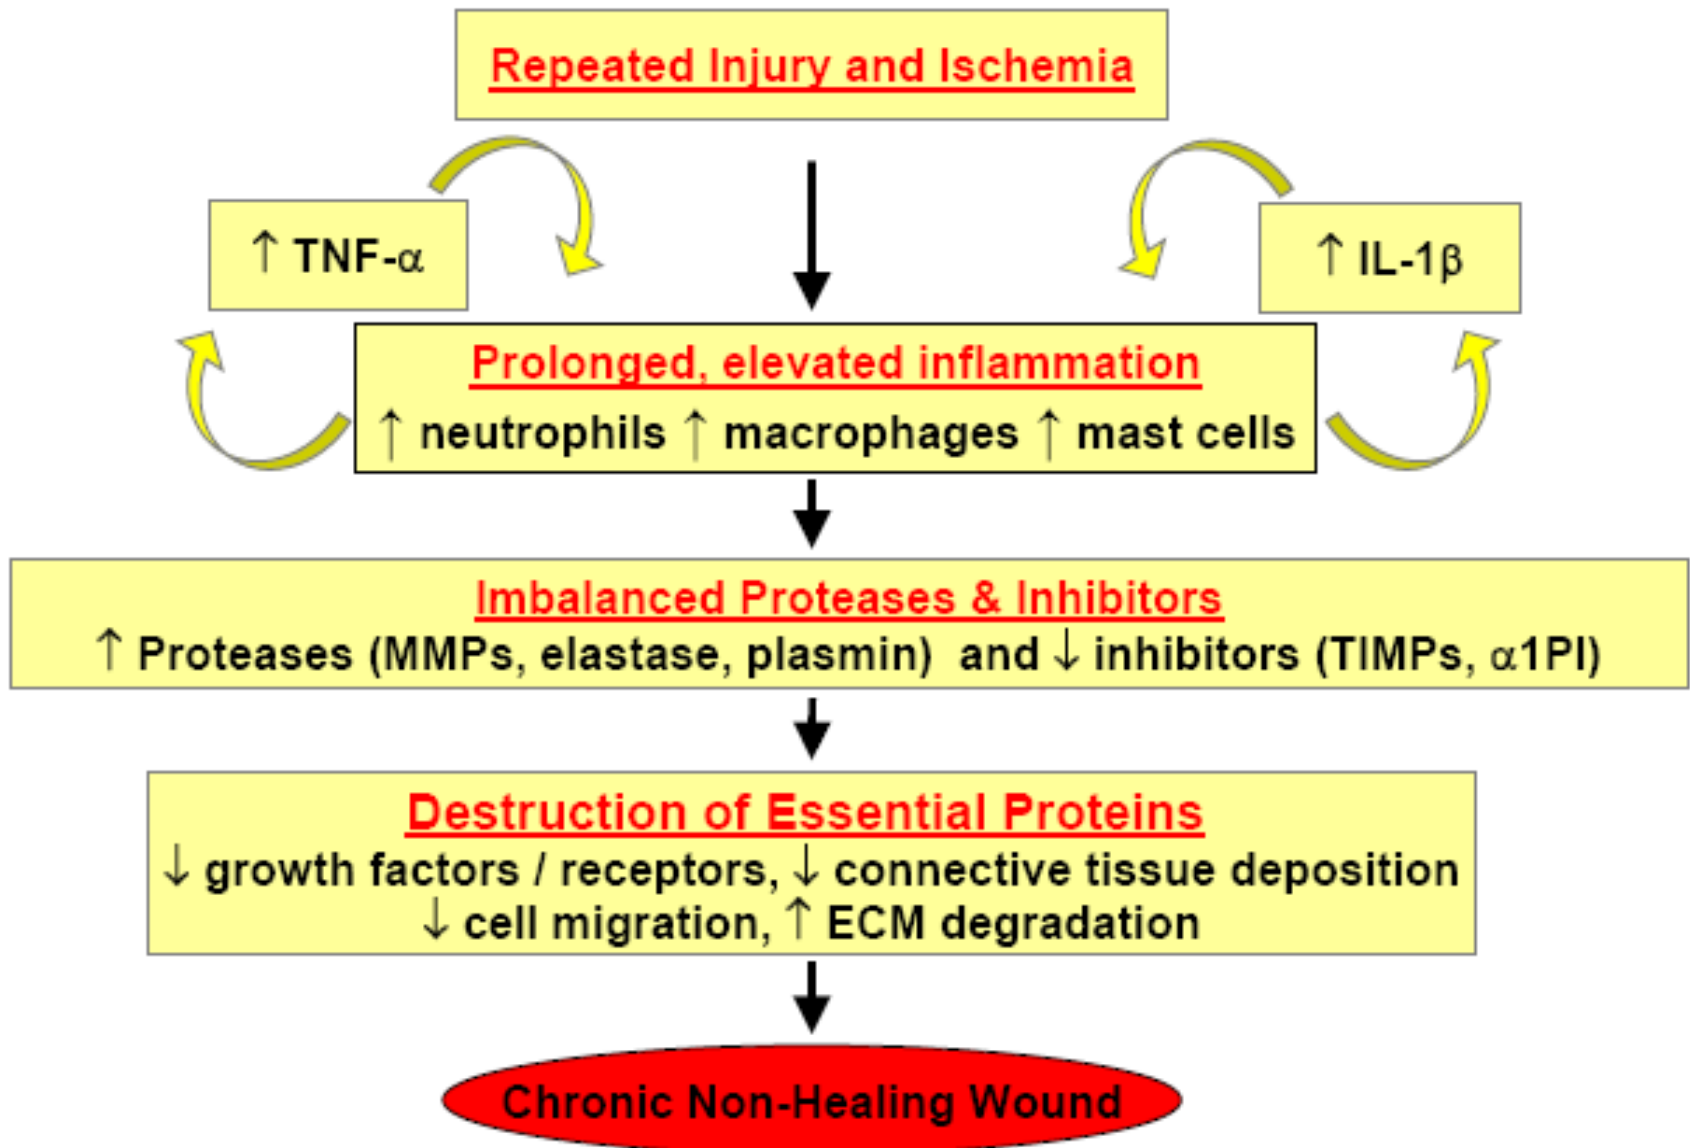 Repeated Injury and Ischemia
↑ TNF-α
↑ IL-1β
Prolonged, elevated inflammation
↑ neutrophils ↑ macrophages ↑ mast cells
Imbalanced Proteases & Inhibitors
↑ Proteases (MMPs, elastase, plasmin) and ↓ inhibitors (TIMPs, α1PI)
Destruction of Essential Proteins
↓ growth factors / receptors, ↓ connective tissue deposition
↓ cell migration, ↑ ECM degradation
Chronic Non-Healing Wound